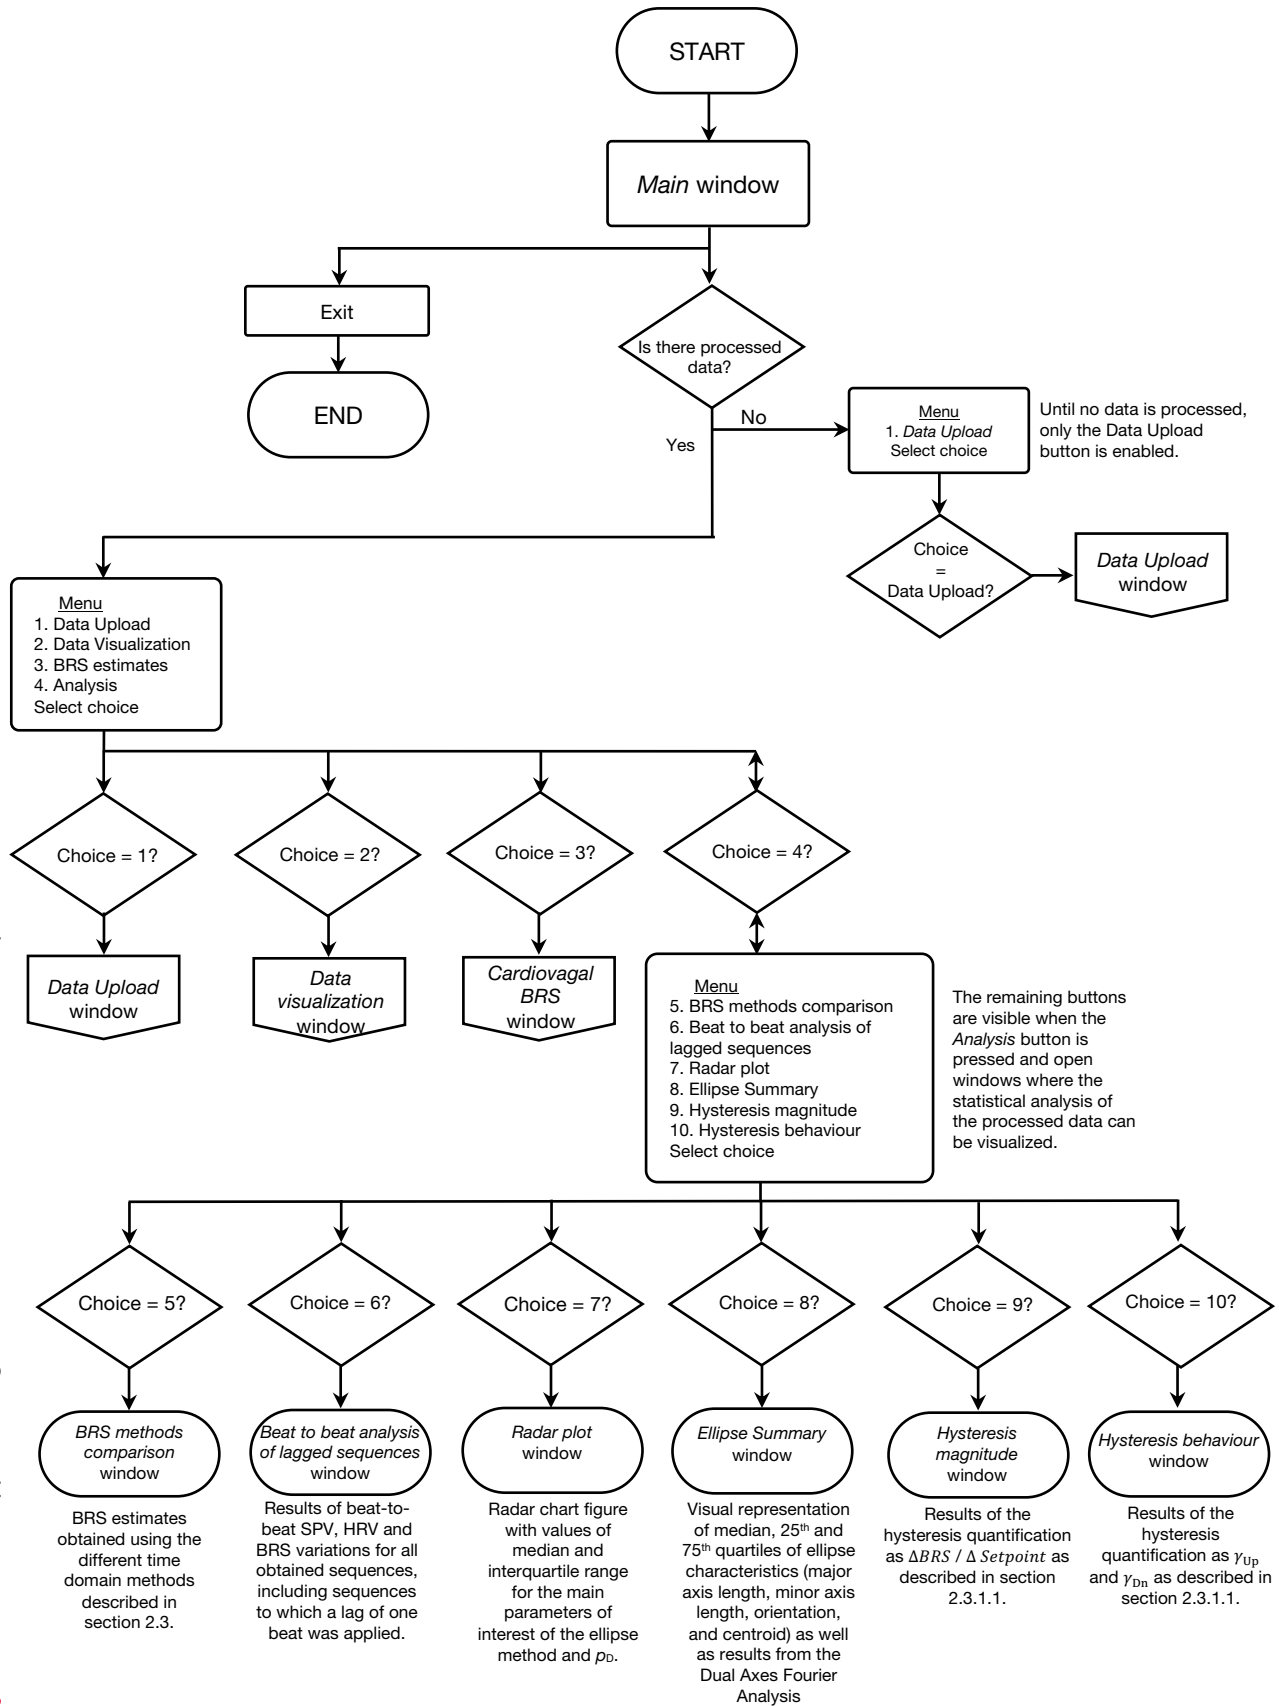 START
Main window
Exit
END
Is there processed
data?
No
Yes
Menu
1. Data Upload
Select choice
Until no data is processed,
only the Data Upload
button is enabled.
Choice
=
Data Upload?
Data Upload
window
Menu
1. Data Upload
2. Data Visualization
3. BRS estimates
4. Analysis
Select choice
Choice = 1?
Choice = 2?
Choice = 3?
Choice = 4?
Data Upload
window
Data
visualization
window
Cardiovagal
BRS
window
Menu
5. BRS methods comparison
6. Beat to beat analysis of
lagged sequences
7. Radar plot
8. Ellipse Summary
9. Hysteresis magnitude
10. Hysteresis behaviour
Select choice
The remaining buttons
are visible when the
Analysis button is
pressed and open
windows where the
statistical analysis of
the processed data can
be visualized.
Choice = 5?
Choice = 6?
Choice = 7?
Choice = 8?
Choice = 9?
Choice = 10?
BRS methods
comparison
window
Beat to beat analysis
of lagged sequences
window
Radar plot
window
Ellipse Summary
window
Hysteresis
magnitude
window
Hysteresis behaviour
window
BRS estimates
obtained using the
different time
domain methods
described in
section 2.3.
Results of beat-to-
beat SPV, HRV and
BRS variations for all
obtained sequences,
including sequences
to which a lag of one
beat was applied.
Radar chart figure
with values of
median and
interquartile range
for the main
parameters of
interest of the ellipse
method and pD.
Visual representation
of median, 25th and
75th quartiles of ellipse
characteristics (major
axis length, minor axis
length, orientation,
and centroid) as well
as results from the
Dual Axes Fourier
Analysis
Results of the
hysteresis quantification
as ΔBRS / Δ Setpoint as
described in section
2.3.1.1.
Results of the
hysteresis
quantification as γUp
and γDn as described in
section 2.3.1.1.